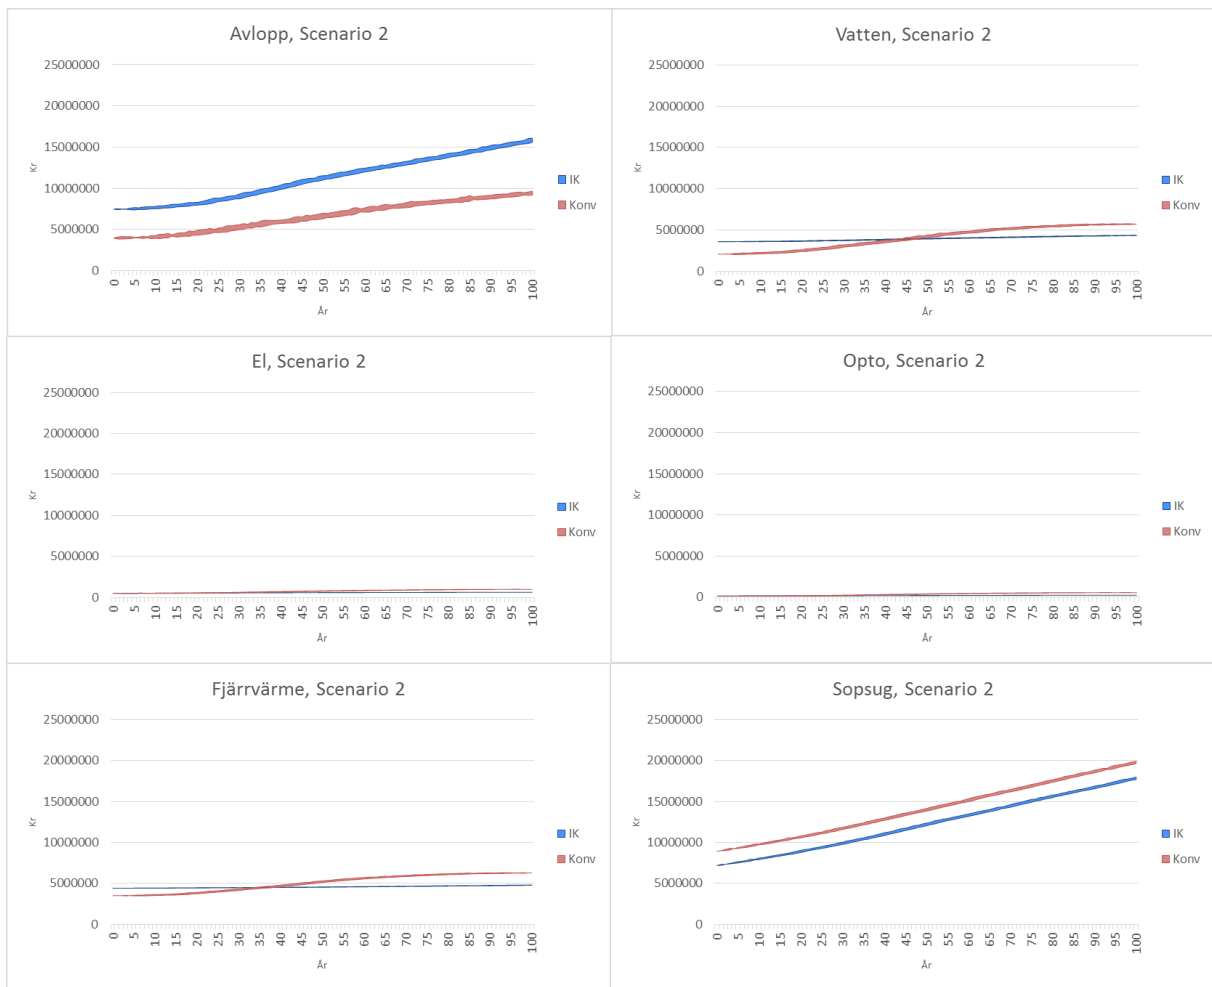 Avlopp, Scenario 2
25000000
20000000
15000000
10000000
5000000
0
Kr
0 5 10 15 20 25 30 35 40 45 50 55 60 65 70 75 80 85 90 95 100
År
IK
Konv
Vatten, Scenario 2
25000000
20000000
15000000
10000000
5000000
0
Kr
0 5 10 15 20 25 30 35 40 45 50 55 60 65 70 75 80 85 90 95 100
År
IK
Konv
El, Scenario 2
25000000
20000000
15000000
10000000
5000000
0
Kr
0 5 10 15 20 25 30 35 40 45 50 55 60 65 70 75 80 85 90 95 100
År
IK
Konv
Opto, Scenario 2
25000000
20000000
15000000
10000000
5000000
0
Kr
0 5 10 15 20 25 30 35 40 45 50 55 60 65 70 75 80 85 90 95 100
År
IK
Konv
Fjärrvärme, Scenario 2
25000000
20000000
15000000
10000000
5000000
0
Kr
0 5 10 15 20 25 30 35 40 45 50 55 60 65 70 75 80 85 90 95 100
År
IK
Konv
Sopsug, Scenario 2
25000000
20000000
15000000
10000000
5000000
0
Kr
0 5 10 15 20 25 30 35 40 45 50 55 60 65 70 75 80 85 90 95 100
År
IK
Konv